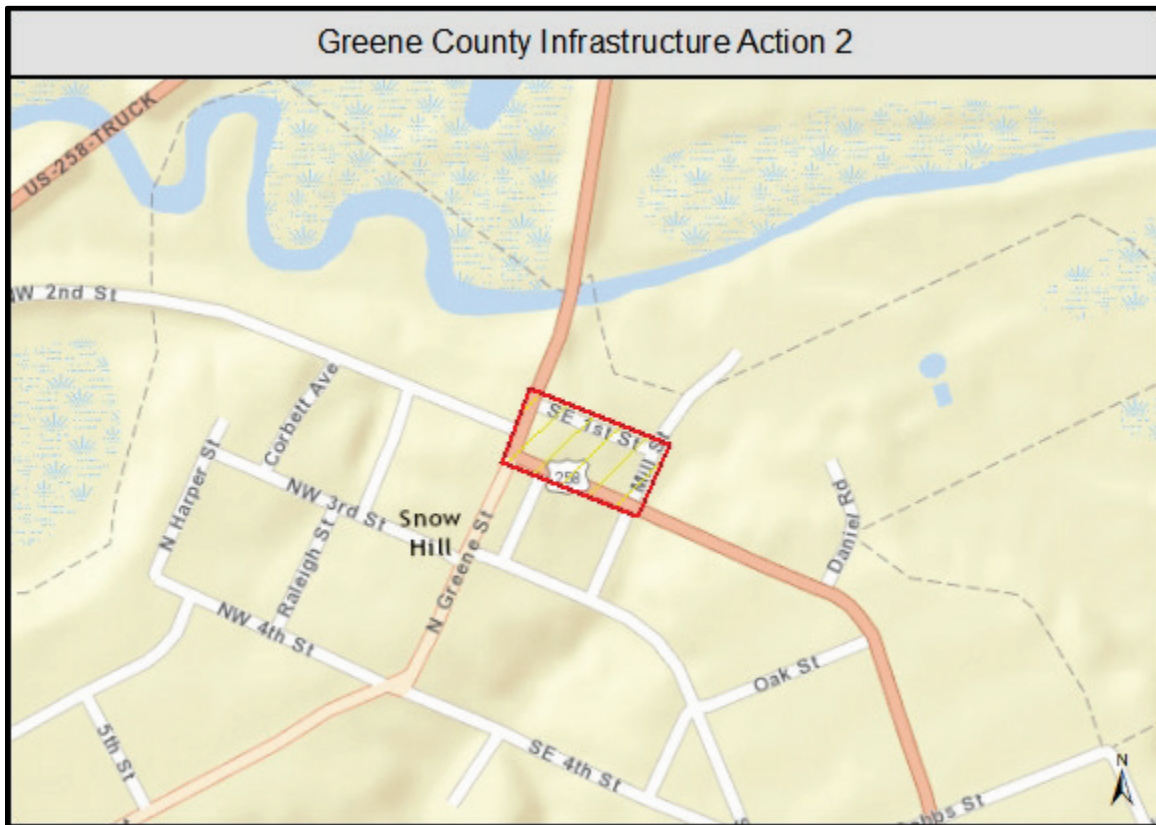 Greene County Infrastructure Action 2
US-258-TRUCK
NW 2nd St
Corbett Ave
SE 1st St
Mill St
258
N Harper St
NW 3rd St
Snow
Hill
Raleigh St
N Greene St
Daniel Rd
NW 4th St
Oak St
5th St
SE 4th St
N
St